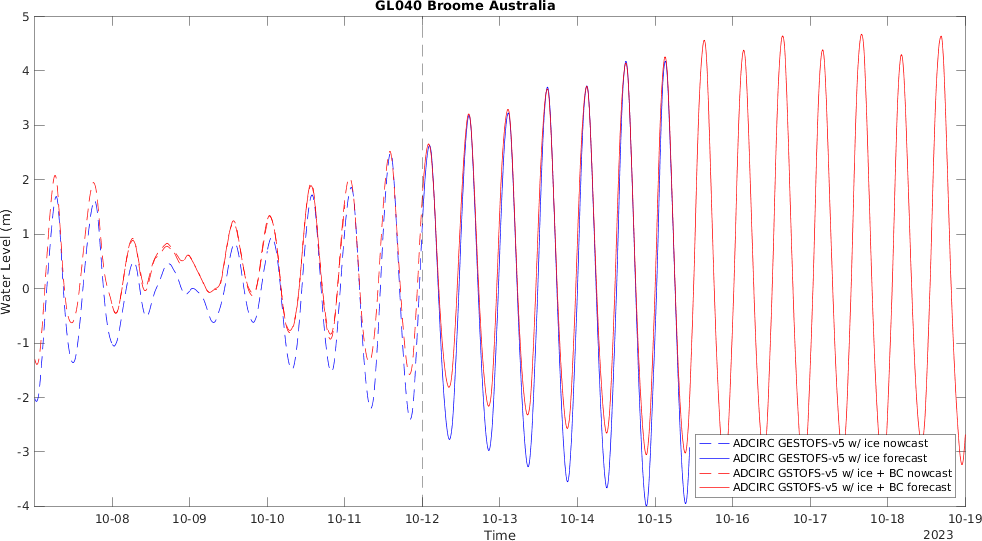 GL040 Broome Australia
5
4
3
2
1
0
-1
-2
-3
-4
Water Level (m)
ADCIRC GESTOFS-v5 w/ ice nowcast
ADCIRC GESTOFS-v5 w/ ice forecast
ADCIRC GSTOFS-v5 w/ ice + BC nowcast
ADCIRC GSTOFS-v5 w/ ice + BC forecast
10-08 10-09 10-10 10-11 10-12 10-13 10-14 10-15 10-16 10-17 10-18 10-19
Time
2023